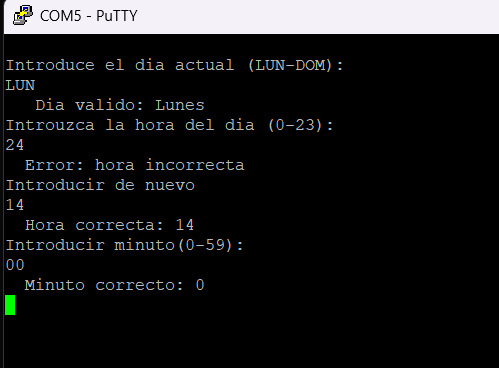 COM5 - PuTTY
Introduce el dia actual (LUN-DOM):
LUN
Dia valido: Lunes
Introuzca la hora del dia (0-23):
24
Error: hora incorrecta
Introducir de nuevo
14
Hora correcta: 14
Introducir minuto(0-59):
00
Minuto correcto: 0